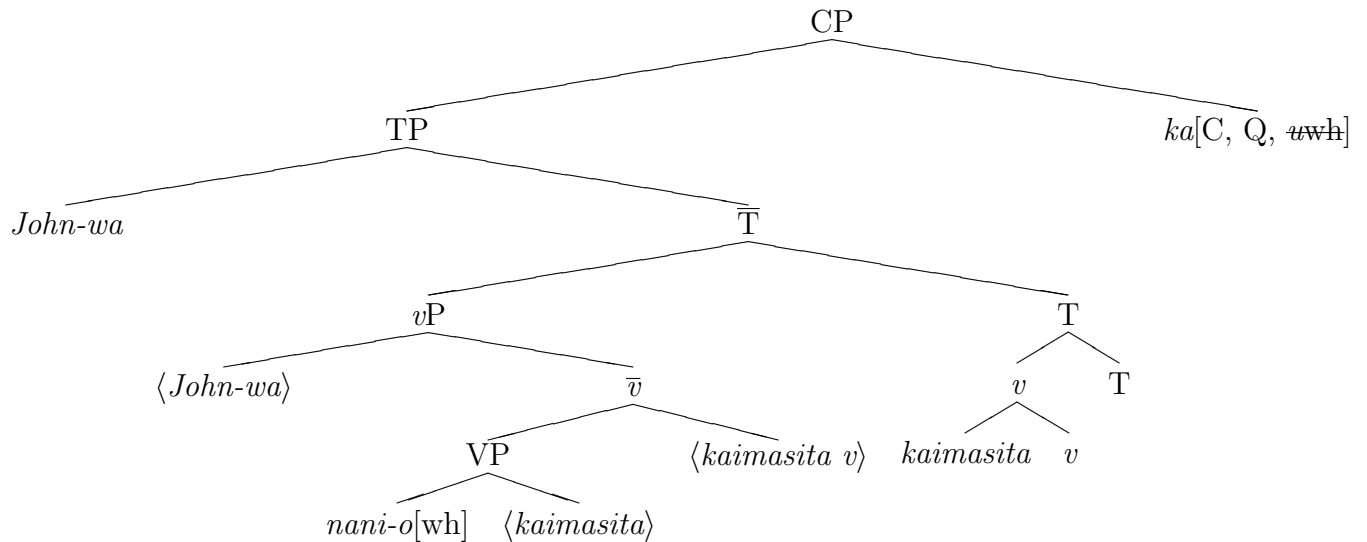 CP
TP ka[C, Q, uwh]
John-wa T̅
vP T
⟨John-wa⟩ v̅ v T
VP ⟨kaimasita v⟩ kaimasita v
nani-o[wh] ⟨kaimasita⟩